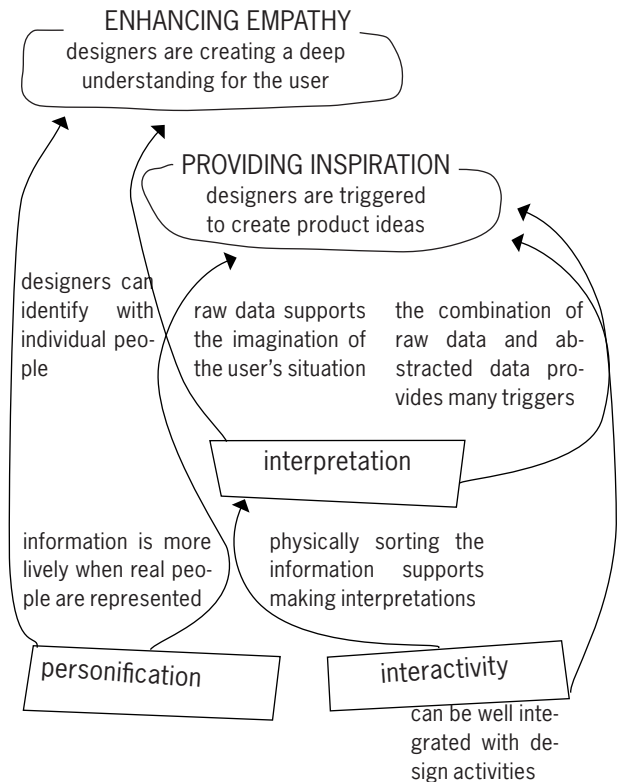 ENHANCING EMPATHY
designers are creating a deep
understanding for the user
PROVIDING INSPIRATION
designers are triggered
to create product ideas
designers can
identify with
individual peo-
ple
raw data supports
the imagination of
the user's situation
the combination of
raw data and ab-
stracted data pro-
vides many triggers
interpretation
information is more
lively when real peo-
ple are represented
physically sorting the
information supports
making interpretations
personification
interactivity
can be well inte-
grated with de-
sign activities